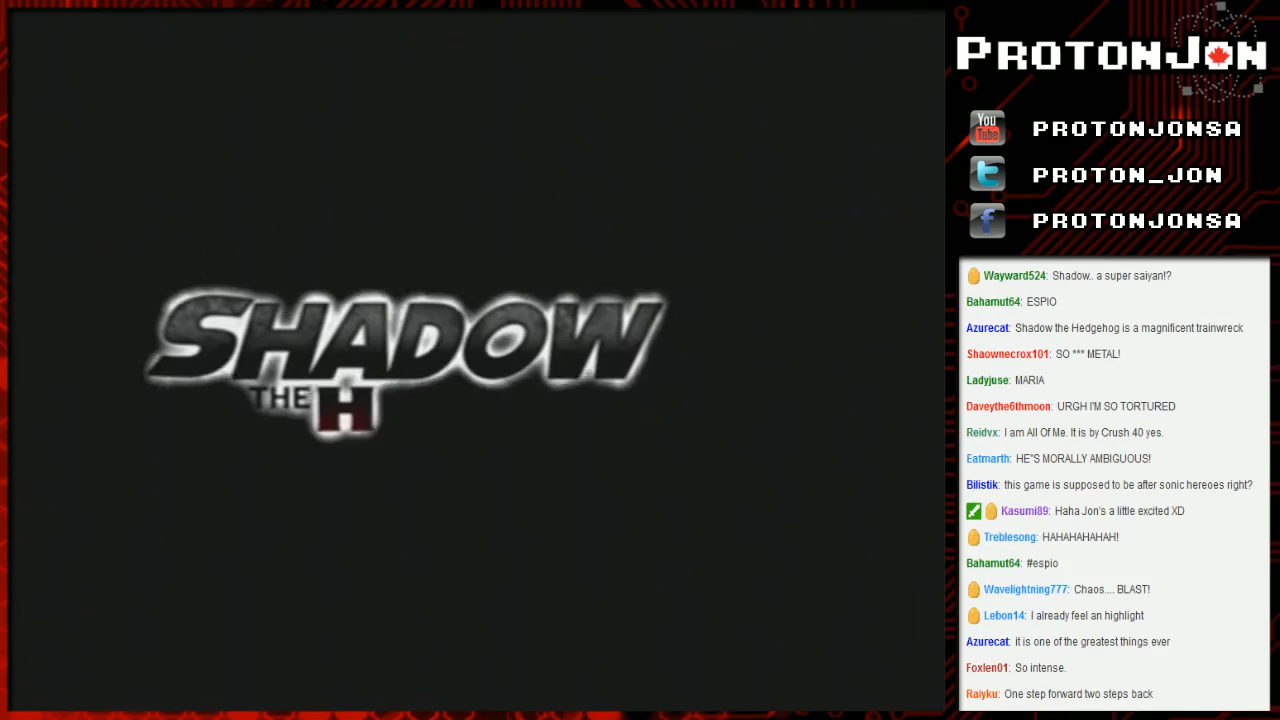 SHADOW
THE H
PROTONJON
You
Tube
PROTONJONSA
t
PROTON_JON
f
PROTONJONSA
Wayward524: Shadow.. a super saiyan!?
Bahamut64: ESPIO
Azurecat: Shadow the Hedgehog is a magnificent trainwreck
Shaownecrox101: SO *** METAL!
Ladyjuse: MARIA
Daveythe6thmoon: URGH I'M SO TORTURED
Reidvx: I am All Of Me. It is by Crush 40 yes.
Eatmarth: HE"S MORALLY AMBIGUOUS!
Bilistik: this game is supposed to be after sonic hereoes right?
Kasumi89: Haha Jon's a little excited XD
Treblesong: HAHAHAHAHAH!
Bahamut64: #espio
Wavelightning777: Chaos.... BLAST!
Lebon14: I already feel an highlight
Azurecat: it is one of the greatest things ever
Foxlen01: So intense.
Raiyku: One step forward two steps back